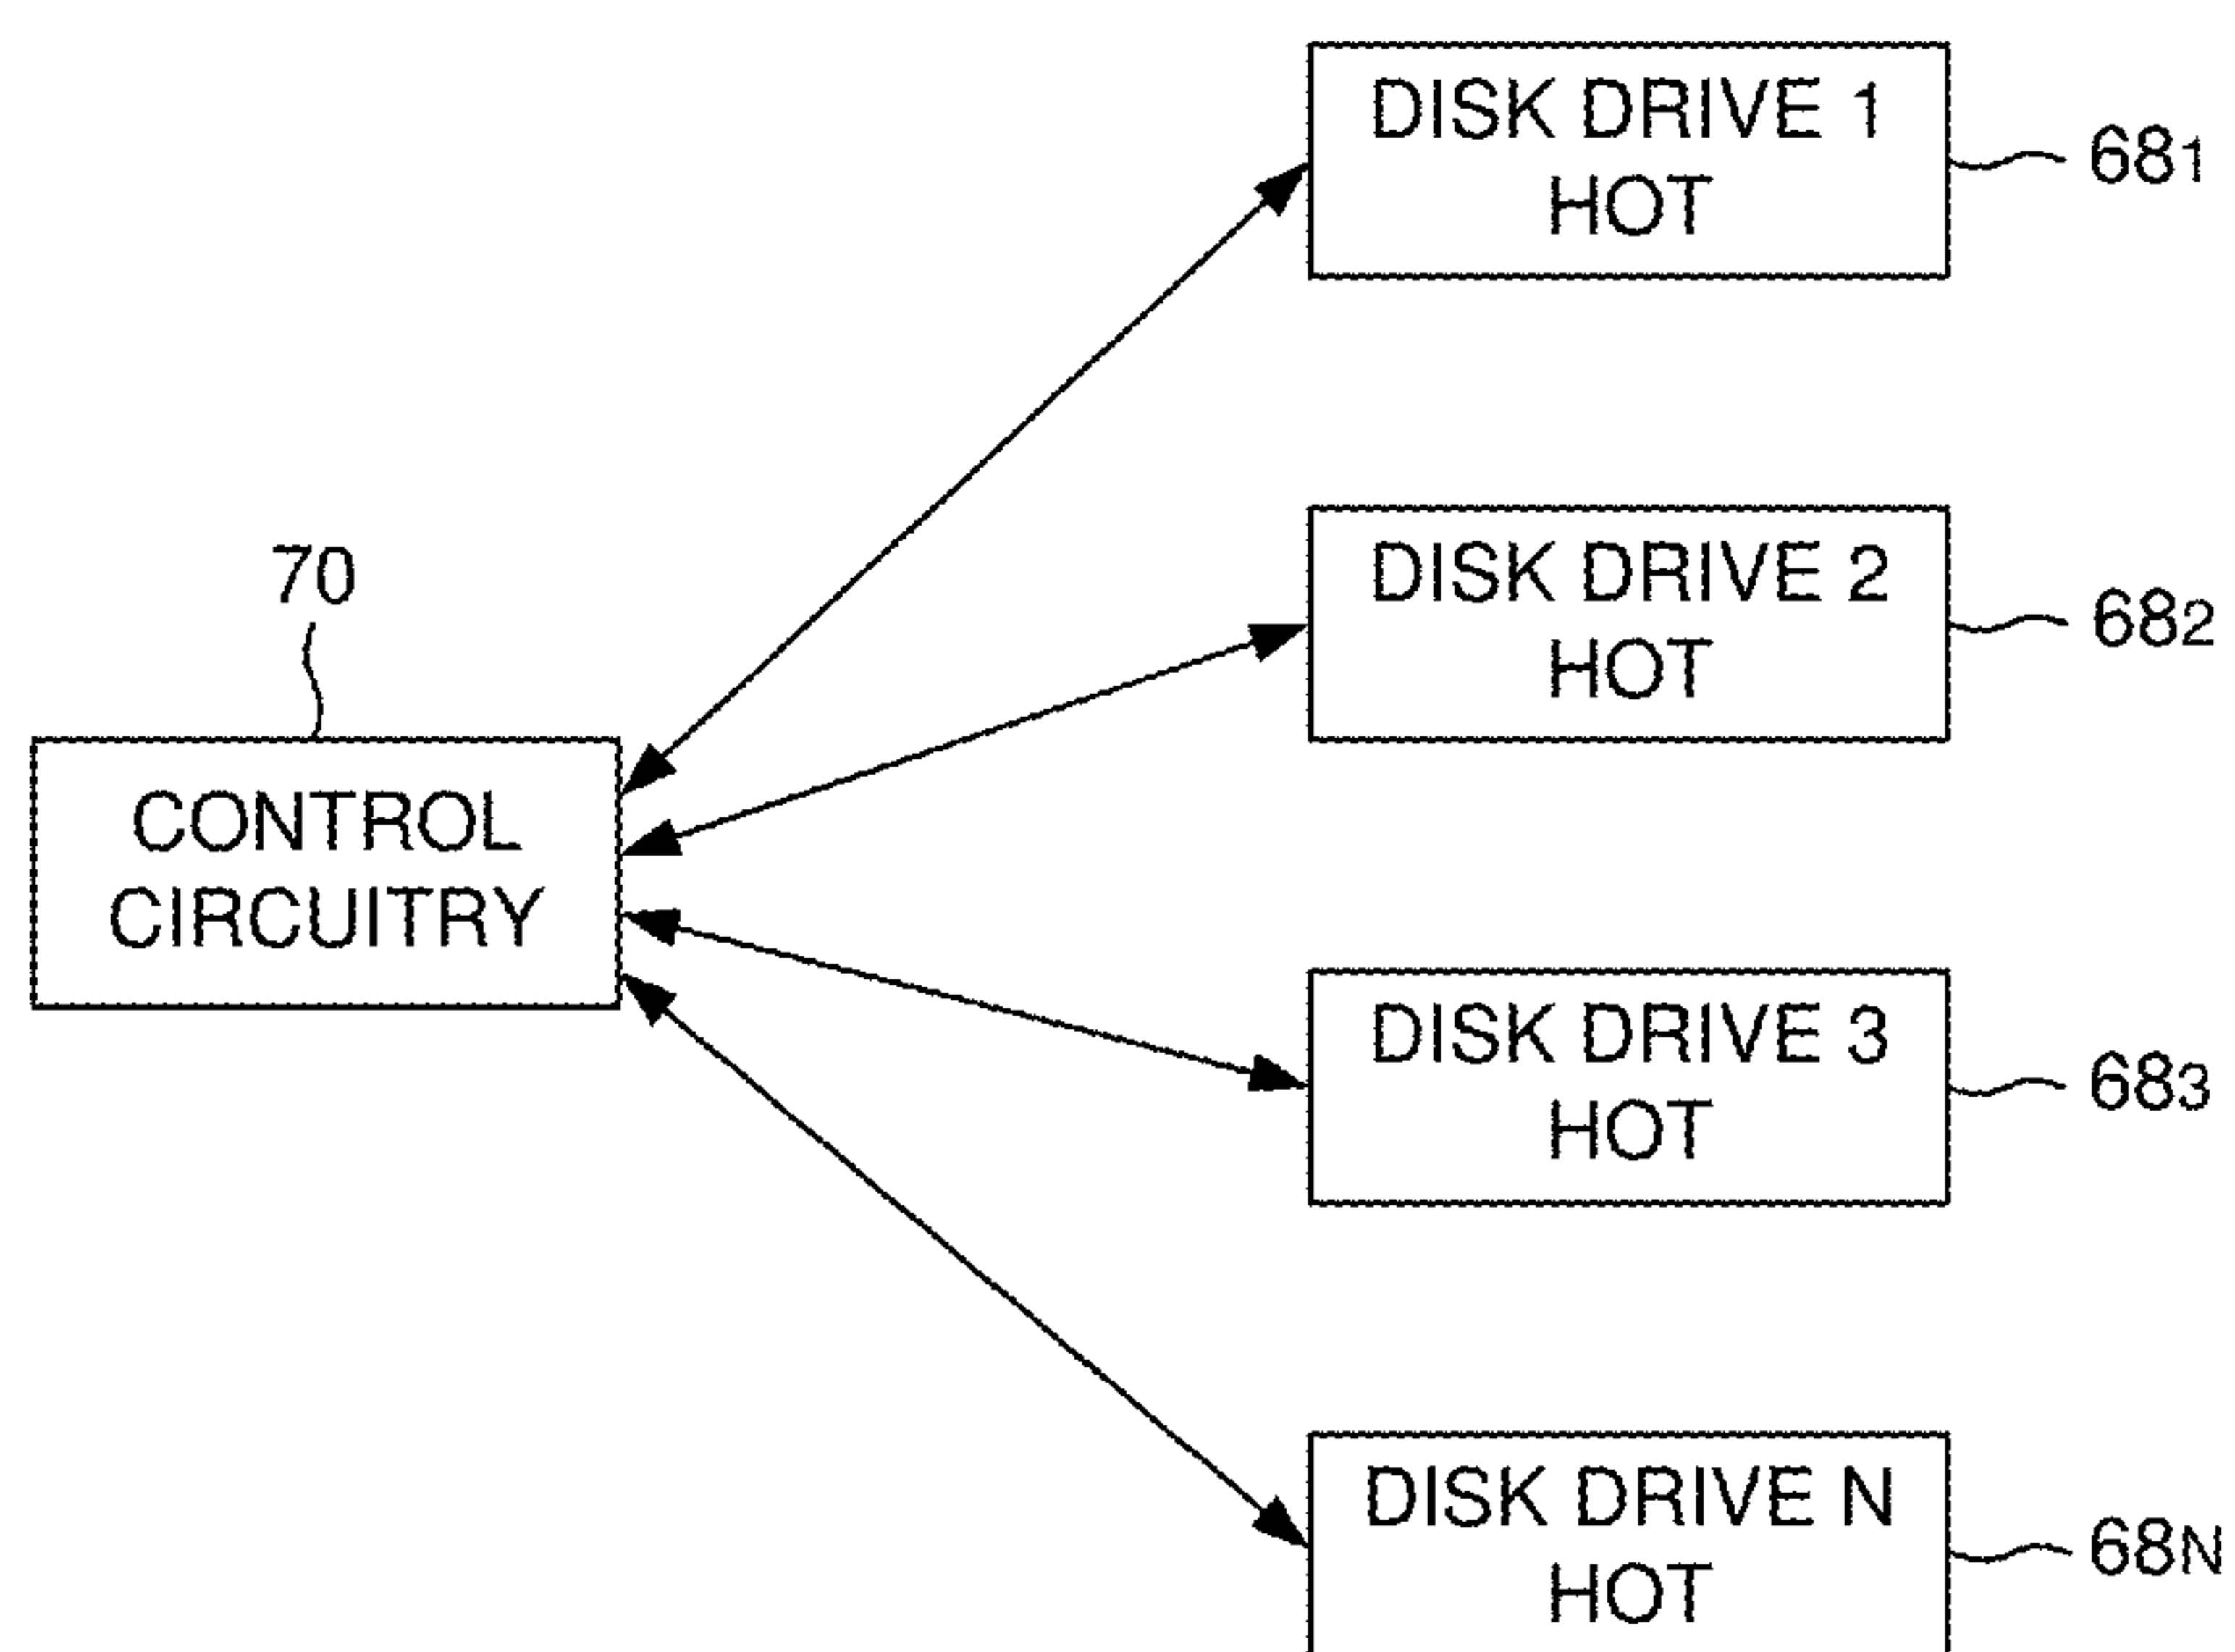 DISK DRIVE 1
HOT
68₁
DISK DRIVE 2
HOT
68₂
70
CONTROL
CIRCUITRY
DISK DRIVE 3
HOT
68₃
DISK DRIVE N
HOT
68N